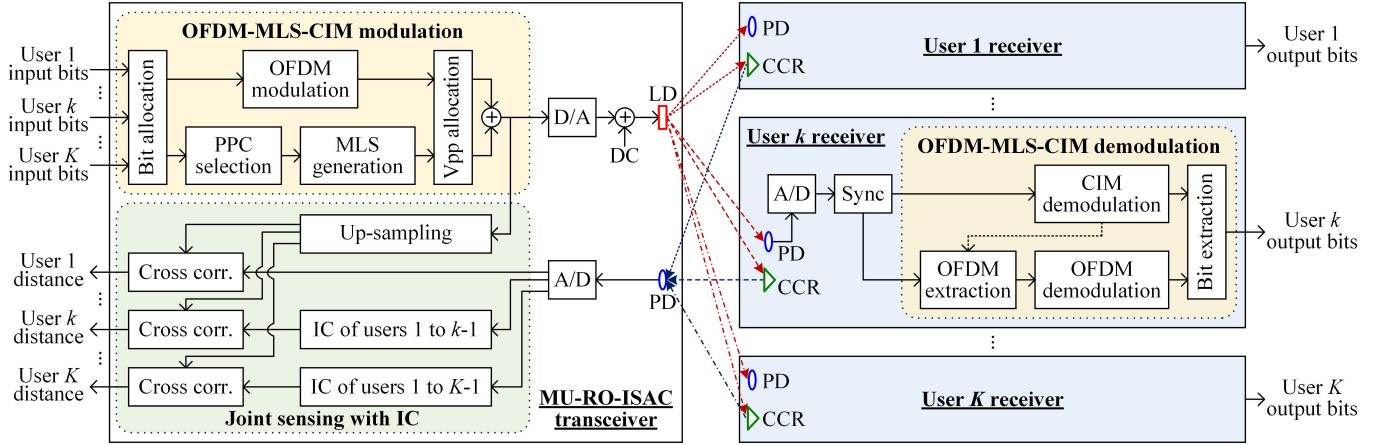 OFDM-MLS-CIM modulation
User 1
input bits
⋮
User k
input bits
⋮
User K
input bits
Bit allocation
OFDM
modulation
PPC
selection
MLS
generation
Vpp allocation
D/A
DC
LD
Up-sampling
Cross corr.
Cross corr.
Cross corr.
IC of users 1 to k-1
IC of users 1 to K-1
A/D
PD
User 1
distance
⋮
User k
distance
⋮
User K
distance
Joint sensing with IC
MU-RO-ISAC
transceiver
PD
CCR
User 1 receiver
User 1
output bits
⋮
User k receiver
OFDM-MLS-CIM demodulation
A/D
Sync
PD
CCR
CIM
demodulation
OFDM
extraction
OFDM
demodulation
Bit extraction
User k
output bits
⋮
PD
CCR
User K receiver
User K
output bits